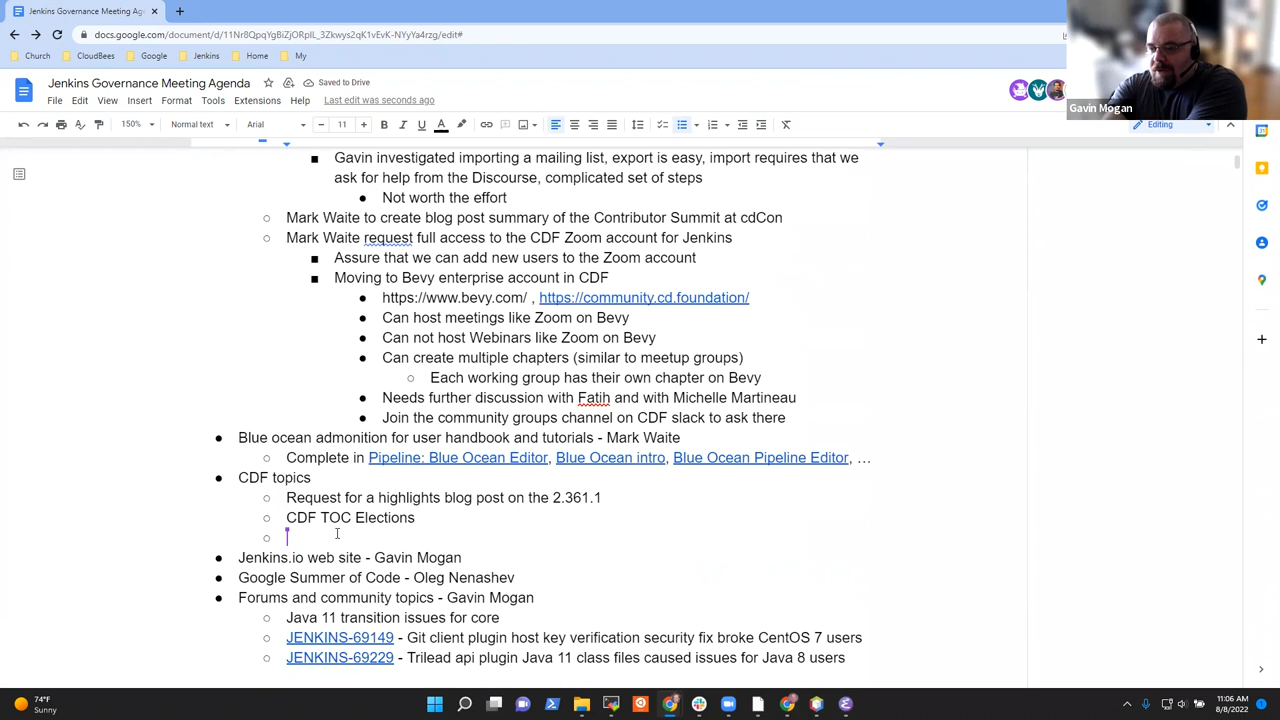 Jenkins Governance Meeting Ag
docs.google.com/document/d/11Nr8QpqYgBiZjORpIL_3Zkwys2qK1vEvK-NYyYa4rzg/edit#
Church CloudBees Google Jenkins Home My
Jenkins Governance Meeting Agenda Saved to Drive
File Edit View Insert Format Tools Extensions Help Last edit was seconds ago
Gavin Mogan
150% Normal text Arial 11 Editing
Gavin investigated importing a mailing list, export is easy, import requires that we
ask for help from the Discourse, omplicated set of steps
Not worth the effort
Mark Waite to create blog post summary of the Contributor Summit at cdCon
Mark Waite request full access to the CDF Zoom account for Jenkins
Assure that we can add new users to the Zoom account
Moving to Bevy enterprise account in CDF
https://www.bevy.com/ , https://community.cd.foundation/
Can host meetings like Zoom on Bevy
Can not host Webinars like Zoom on Bevy
Can create multiple chapters (similar to meetup groups)
Each working group has their own chapter on Bevy
Needs further discussion with Fatih and with Michelle Martineau
Join the community groups channel on CDF slack to ask there
Blue ocean admonition for user handbook and tutorials - Mark Waite
Complete in Pipeline: Blue Ocean Editor, Blue Ocean intro, Blue Ocean Pipeline Editor, …
CDF topics
Request for a highlights blog post on the 2.361.1
CDF TOC Elections
Jenkins.io web site - Gavin Mogan
Google Summer of Code - Oleg Nenashev
Forums and community topics - Gavin Mogan
Java 11 transition issues for core
JENKINS-69149 - Git client plugin host key verification security fix broke CentOS 7 users
JENKINS-69229 - Trilead api plugin Java 11 class files caused issues for Java 8 users
74°F
Sunny
11:06 AM
8/8/2022